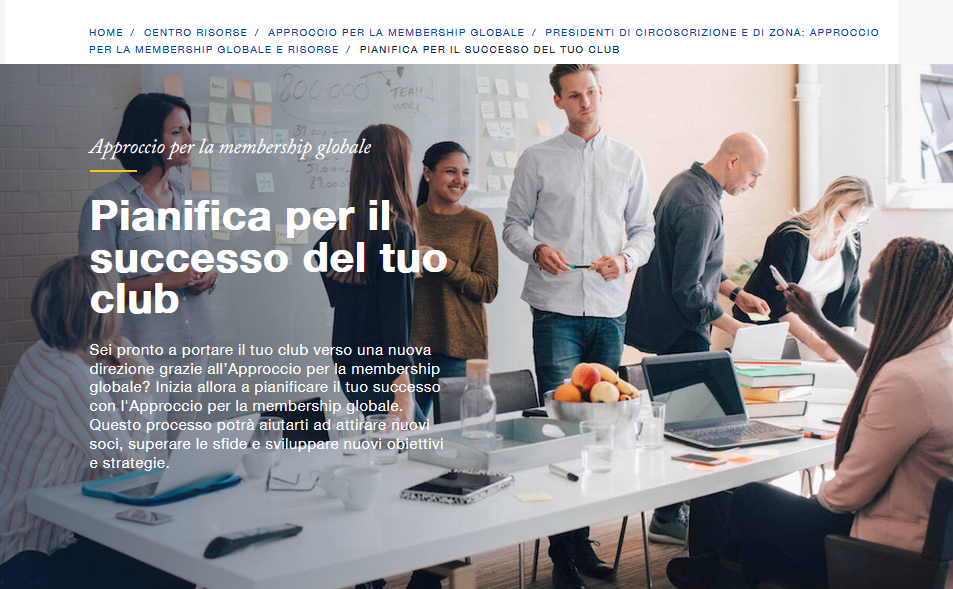 HOME / CENTRO RISORSE / APPROCCIO PER LA MEMBERSHIP GLOBALE / PRESIDENTI DI CIRCOSCRIZIONE E DI ZONA: APPROCCIO
PER LA MEMBERSHIP GLOBALE E RISORSE / PIANIFICA PER IL SUCCESSO DEL TUO CLUB
800.000
TEAM
WORK
Approccio per la membership globale
Pianifica per il
successo del tuo
club
Sei pronto a portare il tuo club verso una nuova
direzione grazie all'Approccio per la membership
globale? Inizia allora a pianificare il tuo successo
con l'Approccio per la membership globale.
Questo processo potrà aiutarti ad attirare nuovi
soci, superare le sfide e sviluppare nuovi obiettivi
e strategie.